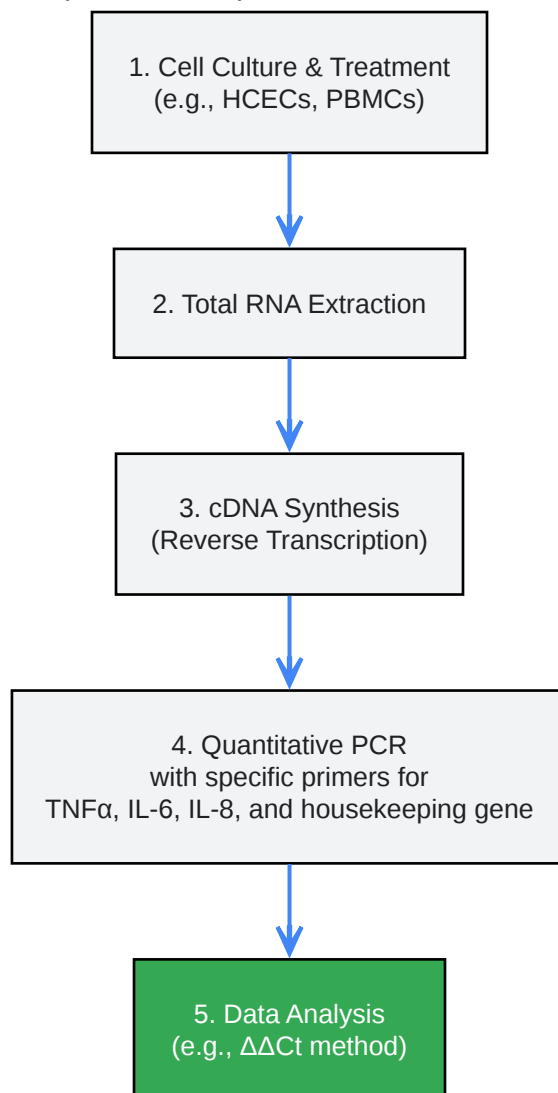 1. Cell Culture & Treatment
(e.g., HCECs, PBMCs)
2. Total RNA Extraction
3. cDNA Synthesis
(Reverse Transcription)
4. Quantitative PCR
with specific primers for
TNFα, IL-6, IL-8, and housekeeping gene
5. Data Analysis
(e.g., ΔΔCt method)